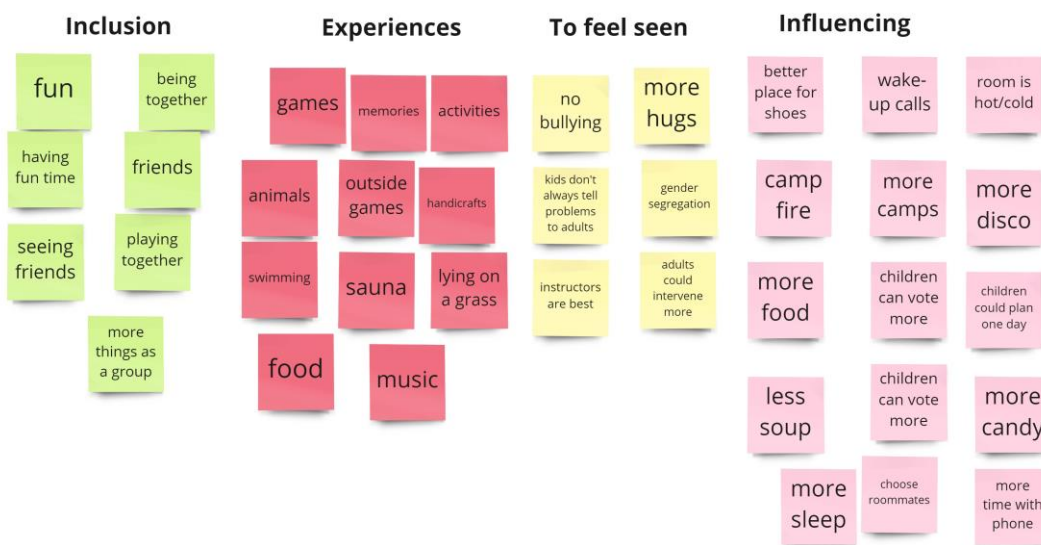 Inclusion
fun
being
together
having
fun time
friends
seeing
friends
playing
together
more
things as
a group
Experiences
games
memories
activities
animals
outside
games
handicrafts
swimming
sauna
lying on
a grass
food
music
To feel seen
no
bullying
more
hugs
kids don't
always tell
problems
to adults
gender
segregation
instructors
are best
adults
could
intervene
more
Influencing
better
place for
shoes
wake-
up calls
room is
hot/cold
camp
fire
more
camps
more
disco
more
food
children
can vote
more
children
could plan
one day
less
soup
children
can vote
more
more
candy
more
sleep
choose
roommates
more
time with
phone